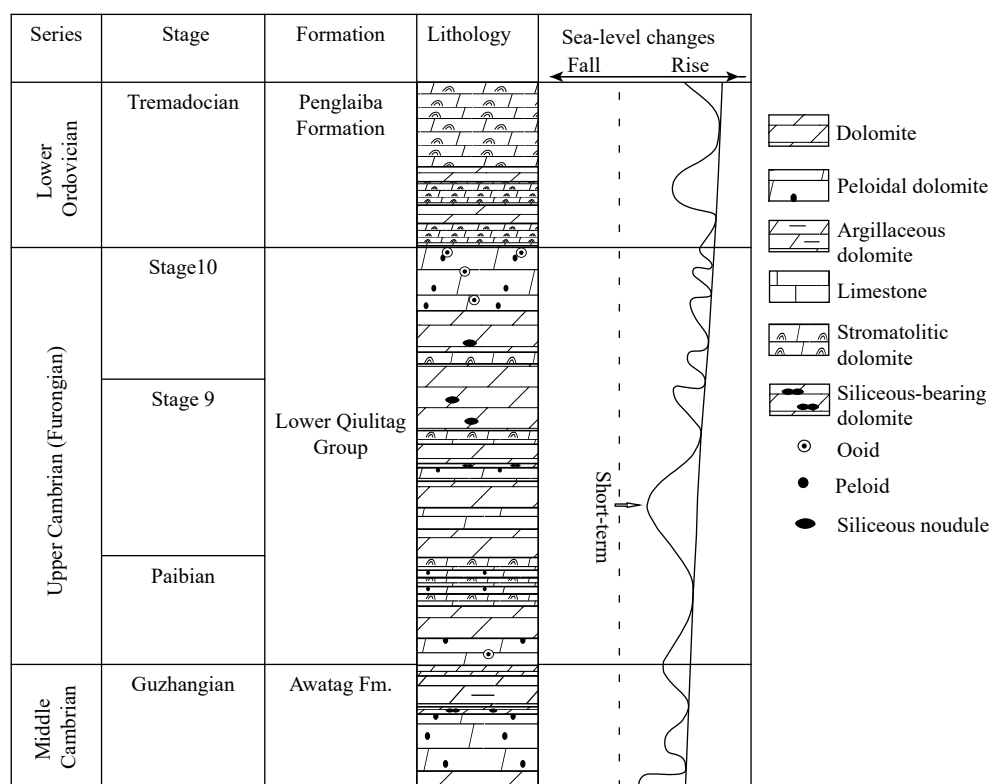 Series
Stage
Formation
Lithology
Sea-level changes
Fall
Rise
Lower
Ordovician
Tremadocian
Penglaiba
Formation
Upper Cambrian (Furongian)
Stage10
Stage 9
Paibian
Lower Qiulitag
Group
Short-term
Middle
Cambrian
Guzhangian
Awatag Fm.
Dolomite
Peloidal dolomite
Argillaceous
dolomite
Limestone
Stromatolitic
dolomite
Siliceous-bearing
dolomite
Ooid
Peloid
Siliceous noudule